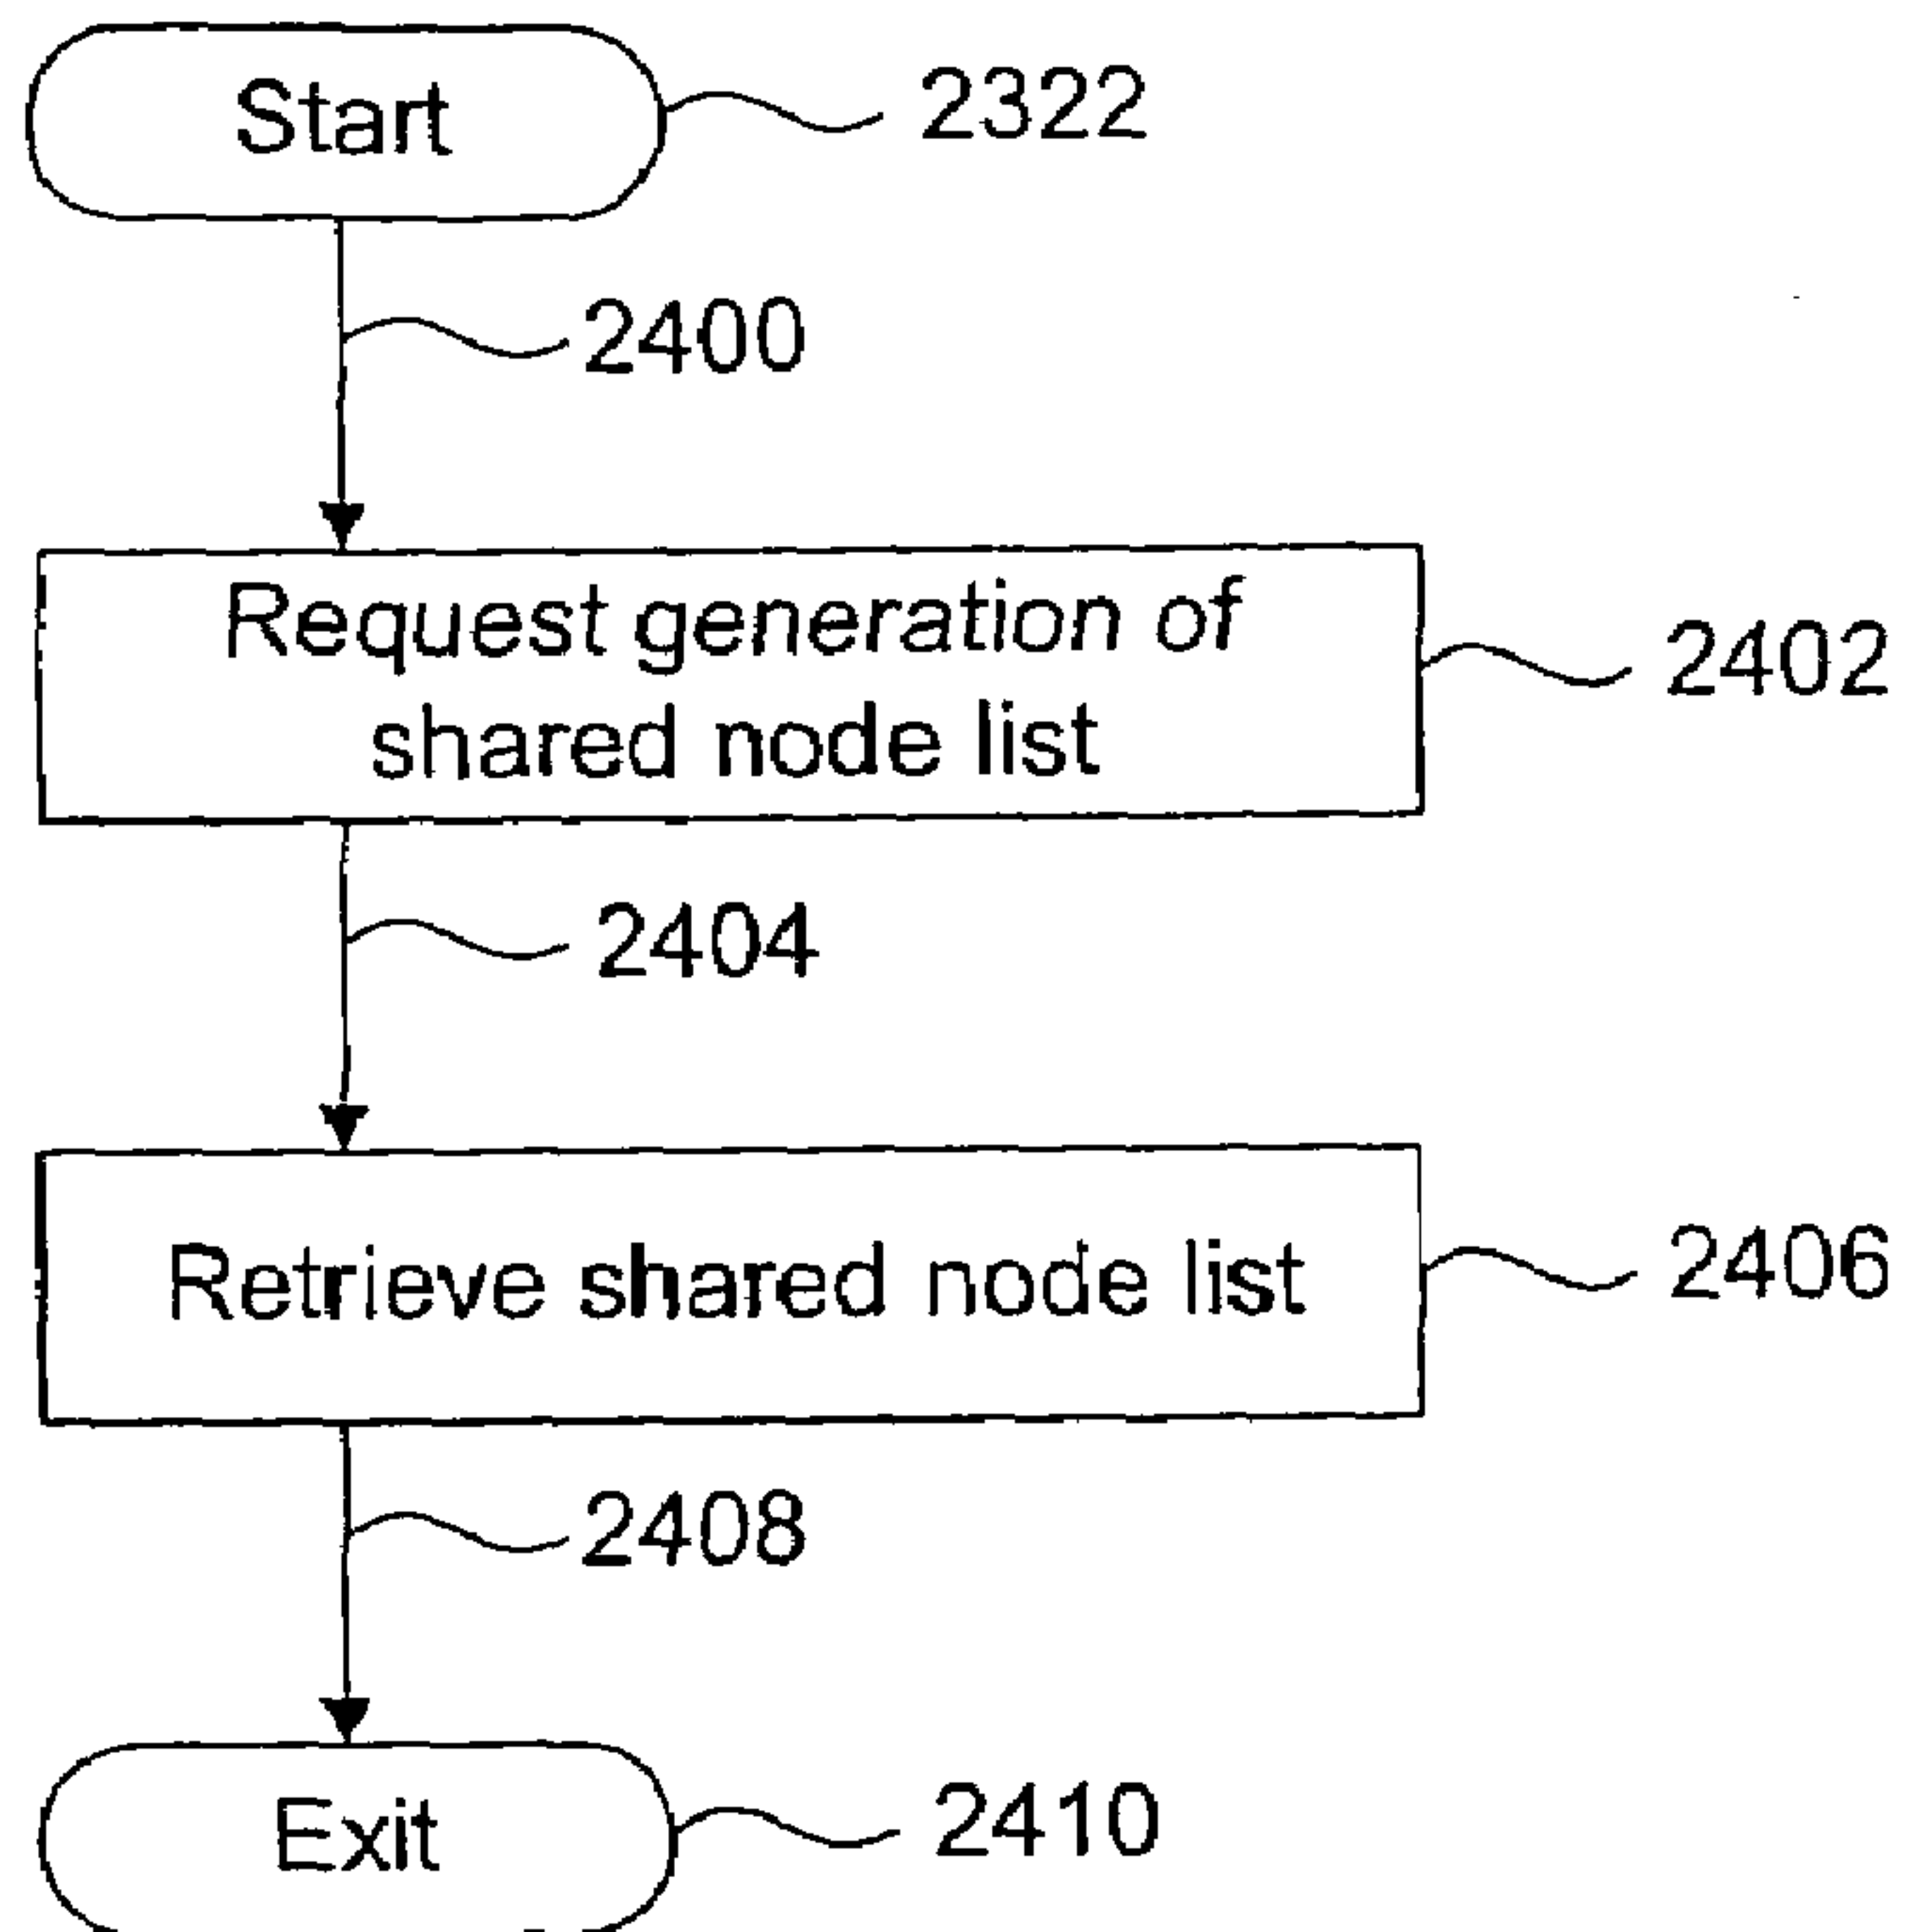 Start
2322
2400
Request generation of
shared node list
2402
2404
Retrieve shared node list
2406
2408
Exit
2410